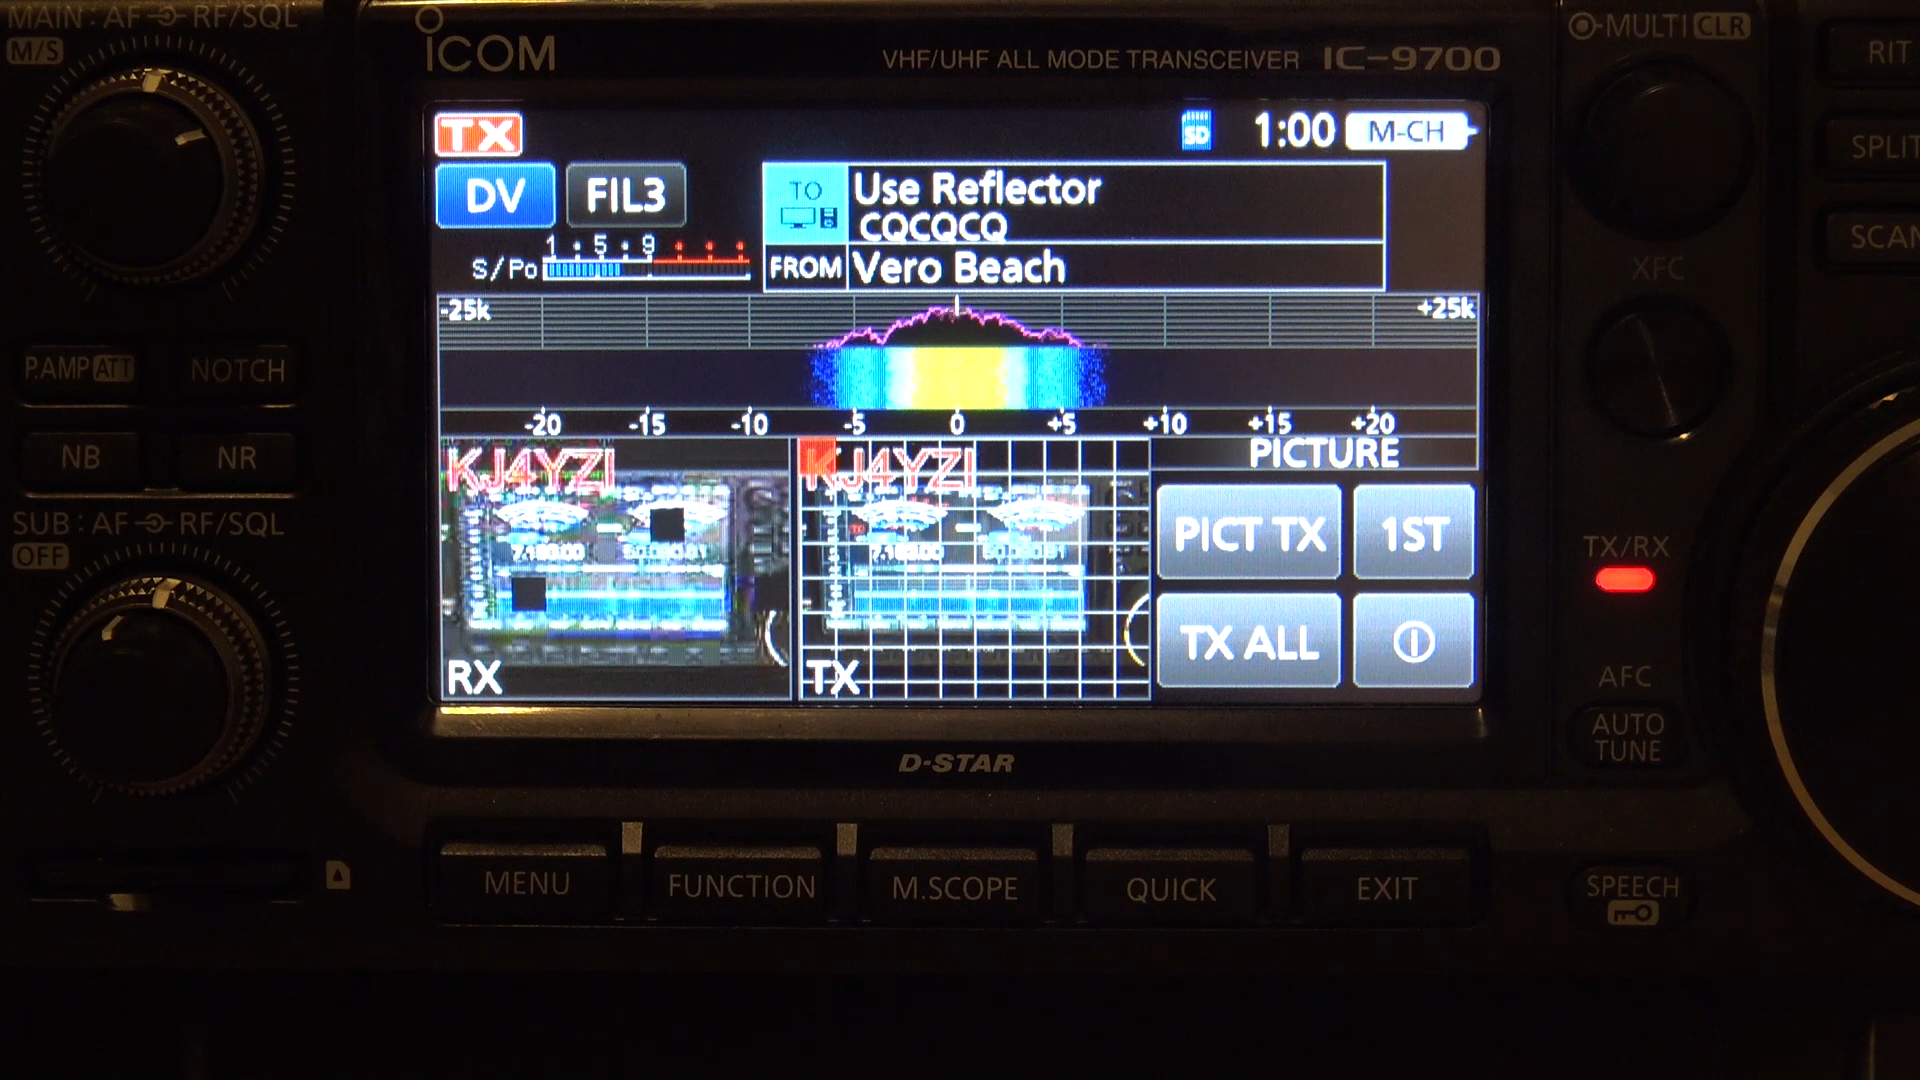 MAIN : AF RF/SQL
M/S
ICOM
VHF/UHF ALL MODE TRANSCEIVER IC-9700
MULTI CLR
RIT
TX
SD
1:00
M-CH
DV
FIL3
TO
Use Reflector
CQCQCQ
SPLIT
S/Po
1 5 9
FROM
Vero Beach
SCAN
XFC
-25k
+25k
P.AMP ATT
NOTCH
-20 -15 -10 -5 0 +5 +10 +15 +20
NB
NR
KJ4YZI
KJ4YZI
PICTURE
SUB : AF RF/SQL
OFF
PICT TX
1ST
TX/RX
TX ALL
RX
TX
AFC
AUTO
TUNE
D-STAR
MENU
FUNCTION
M.SCOPE
QUICK
EXIT
SPEECH